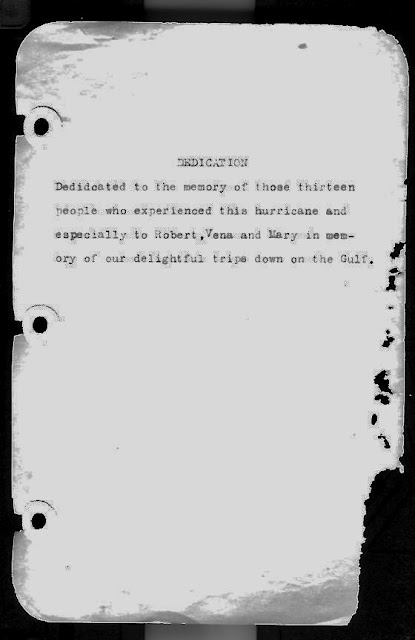 DEDICATION
Dedidcated to the memory of those thirteen
people who experienced this hurricane and
especially to Robert,Vena and Mary in mem-
ory of our delightful trips down on the Gulf.